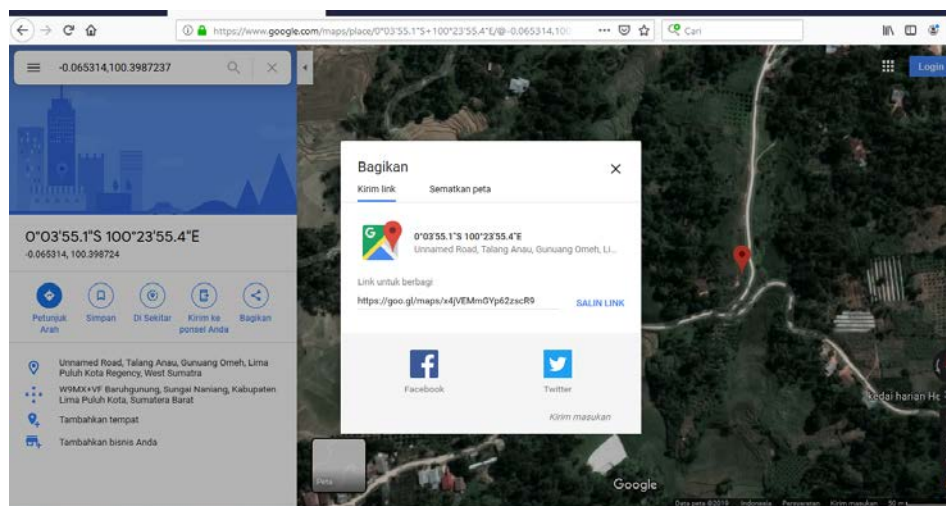 https://www.google.com/maps/place/0°03'55.1"S+100°23'55.4"E/@-0.065314,100
Cari
-0.065314,100.3987237
Login
Bagikan
Kirim link
Sematkan peta
0°03'55.1"S 100°23'55.4"E
Unnamed Road, Talang Anau, Gunuang Omeh, Li...
Link untuk berbagi
https://goo.gl/maps/x4jVEMmGYp62zscR9
SALIN LINK
Facebook
Twitter
Kirim masukan
0°03'55.1"S 100°23'55.4"E
-0.065314, 100.398724
Petunjuk Arah
Simpan
Di Sekitar
Kirim ke ponsel Anda
Bagikan
Unnamed Road, Talang Anau, Gunuang Omeh, Lima
Puluh Kota Regency, West Sumatra
W9MX+VF Baruhgunung, Sungai Naniang, Kabupaten
Lima Puluh Kota, Sumatera Barat
Tambahkan tempat
Tambahkan bisnis Anda
kedai harian He
Peta
Google
Data peta ©2019 Indonesia Persyaratan Kirim masukan 50 m